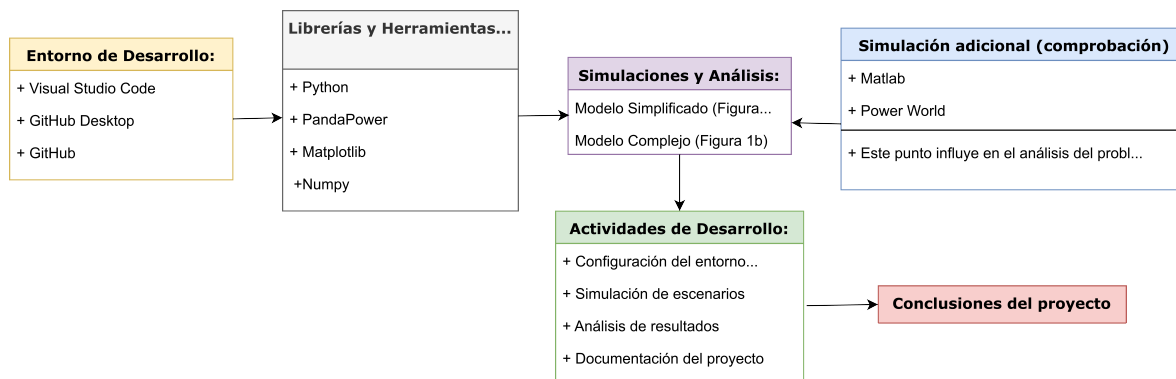 Entorno de Desarrollo:
+ Visual Studio Code
+ GitHub Desktop
+ GitHub
Librerías y Herramientas...
+ Python
+ PandaPower
+ Matplotlib
+Numpy
Simulaciones y Análisis:
Modelo Simplificado (Figura...
Modelo Complejo (Figura 1b)
Simulación adicional (comprobación)
+ Matlab
+ Power World
+ Este punto influye en el análisis del probl...
Actividades de Desarrollo:
+ Configuración del entorno...
+ Simulación de escenarios
+ Análisis de resultados
+ Documentación del proyecto
Conclusiones del proyecto